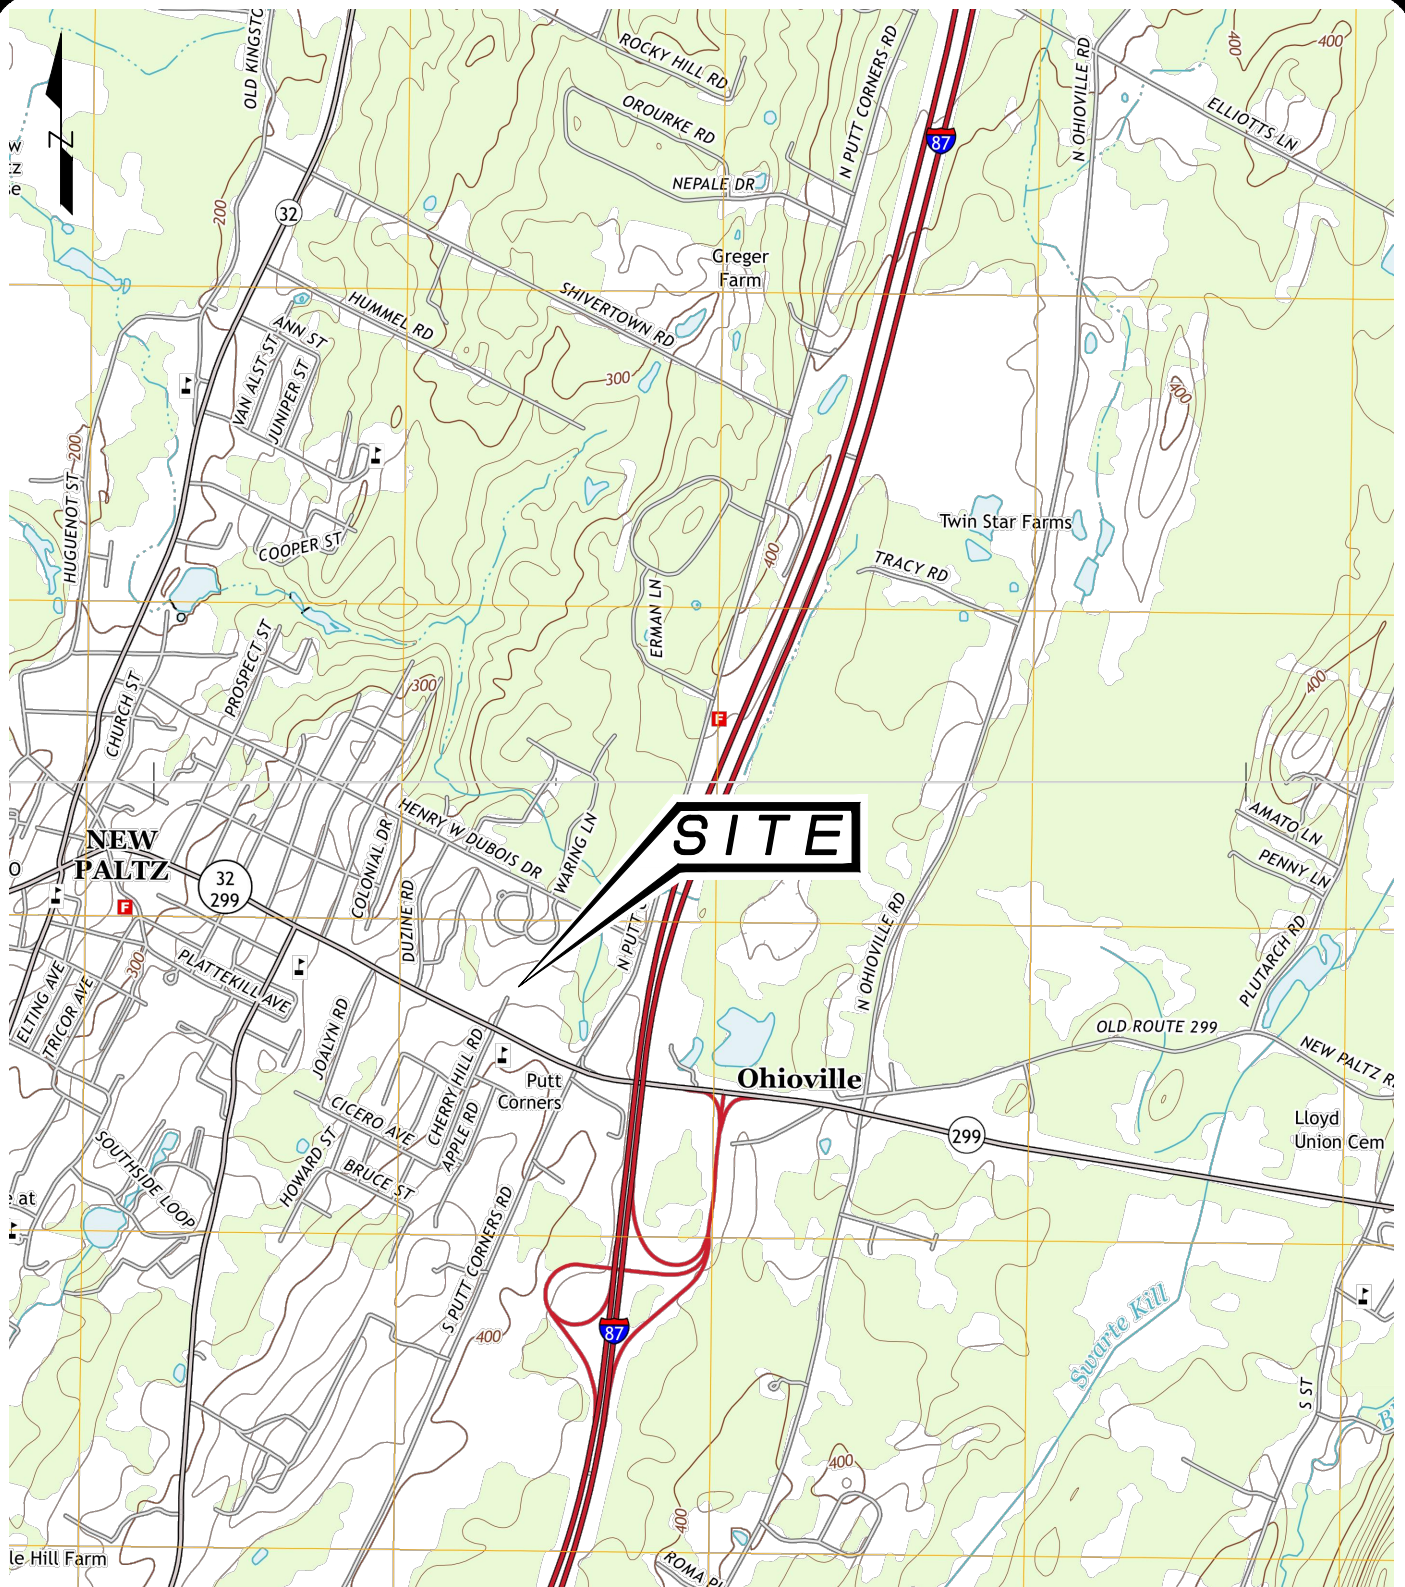 OLD KINGSTO
ROCKY HILL RD
N PUTT CORNERS RD
N OHIOVILLE RD
400
400
ELLIOTTS LN
OROURKE RD
87
N
NEPALE DR
200
32
Greger
Farm
SHIVERTOWN RD
HUMMEL RD
ANN ST
VAN ALST ST
JUNIPER ST
300
400
200
HUGUENOT ST
COOPER ST
Twin Star Farms
400
TRACY RD
ERMAN LN
PROSPECT ST
CHURCH ST
300
400
F
HENRY W DUBOIS DR
WARING LN
SITE
NEW
PALTZ
COLONIAL DR
DUZINE RD
32
299
F
AMATO LN
PENNY LN
PLUTARCH RD
N PUTT
N OHIOVILLE RD
300
PLATTEKILL AVE
ELTING AVE
TRICOR AVE
JOALYN RD
CHERRY HILL RD
OLD ROUTE 299
NEW PALTZ R
Putt
Corners
Ohioville
CICERO AVE
APPLE RD
299
Lloyd
Union Cem
SOUTHSIDE LOOP
HOWARD ST
BRUCE ST
e at
S PUTT CORNERS RD
400
87
Swarte Kill
S ST
B
400
400
le Hill Farm
ROMA PL